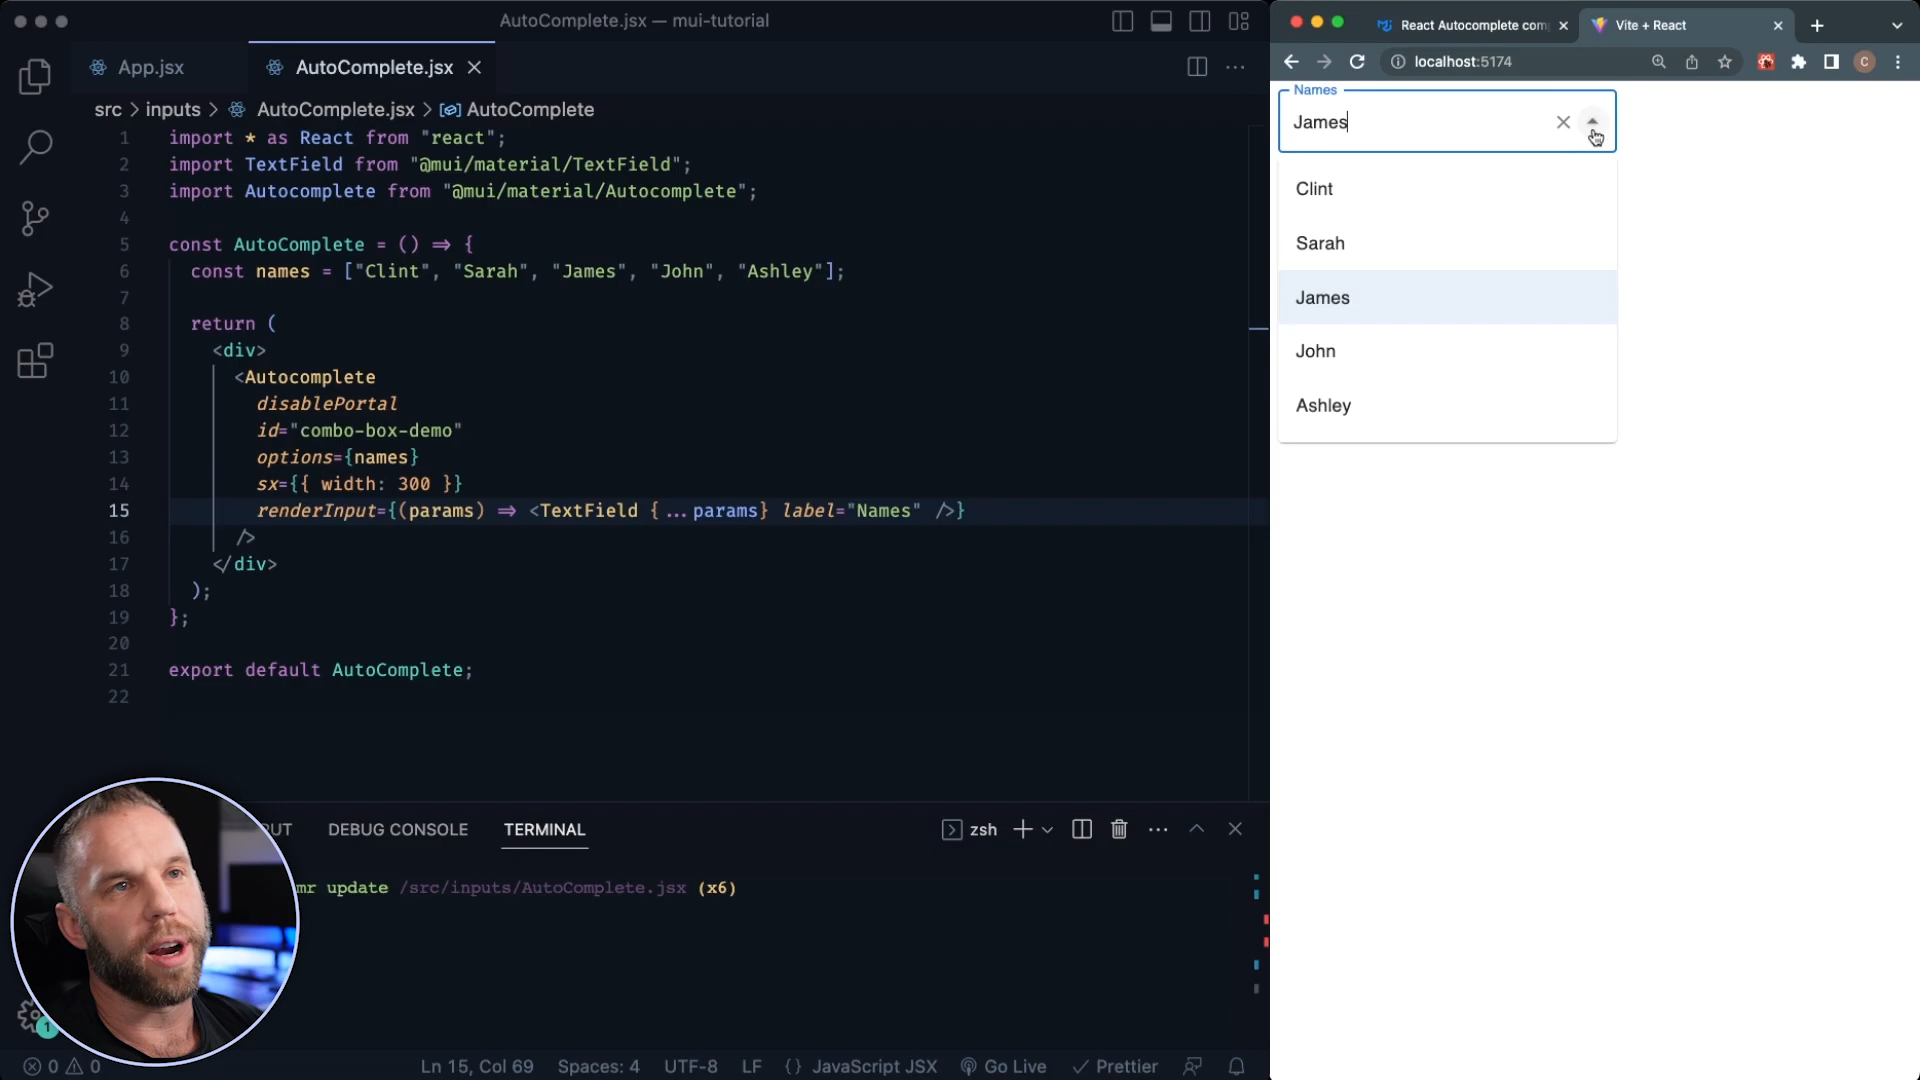 AutoComplete.jsx — mui-tutorial
App.jsx
AutoComplete.jsx
src > inputs > AutoComplete.jsx > AutoComplete
1 import * as React from "react";
2 import TextField from "@mui/material/TextField";
3 import Autocomplete from "@mui/material/Autocomplete";
4
5 const AutoComplete = () => {
6 const names = ["Clint", "Sarah", "James", "John", "Ashley"];
7
8 return (
9 <div>
10 <Autocomplete
11 disablePortal
12 id="combo-box-demo"
13 options={names}
14 sx={{ width: 300 }}
15 renderInput={(params) => <TextField {...params} label="Names" />}
16 />
17 </div>
18 );
19 };
20
21 export default AutoComplete;
22
PUT
DEBUG CONSOLE
TERMINAL
zsh
mr update /src/inputs/AutoComplete.jsx (x6)
1
0 0
Ln 15, Col 69
Spaces: 4
UTF-8
LF
{} JavaScript JSX
Go Live
Prettier
React Autocomplete com
Vite + React
localhost:5174
C
Names
James
Clint
Sarah
James
John
Ashley